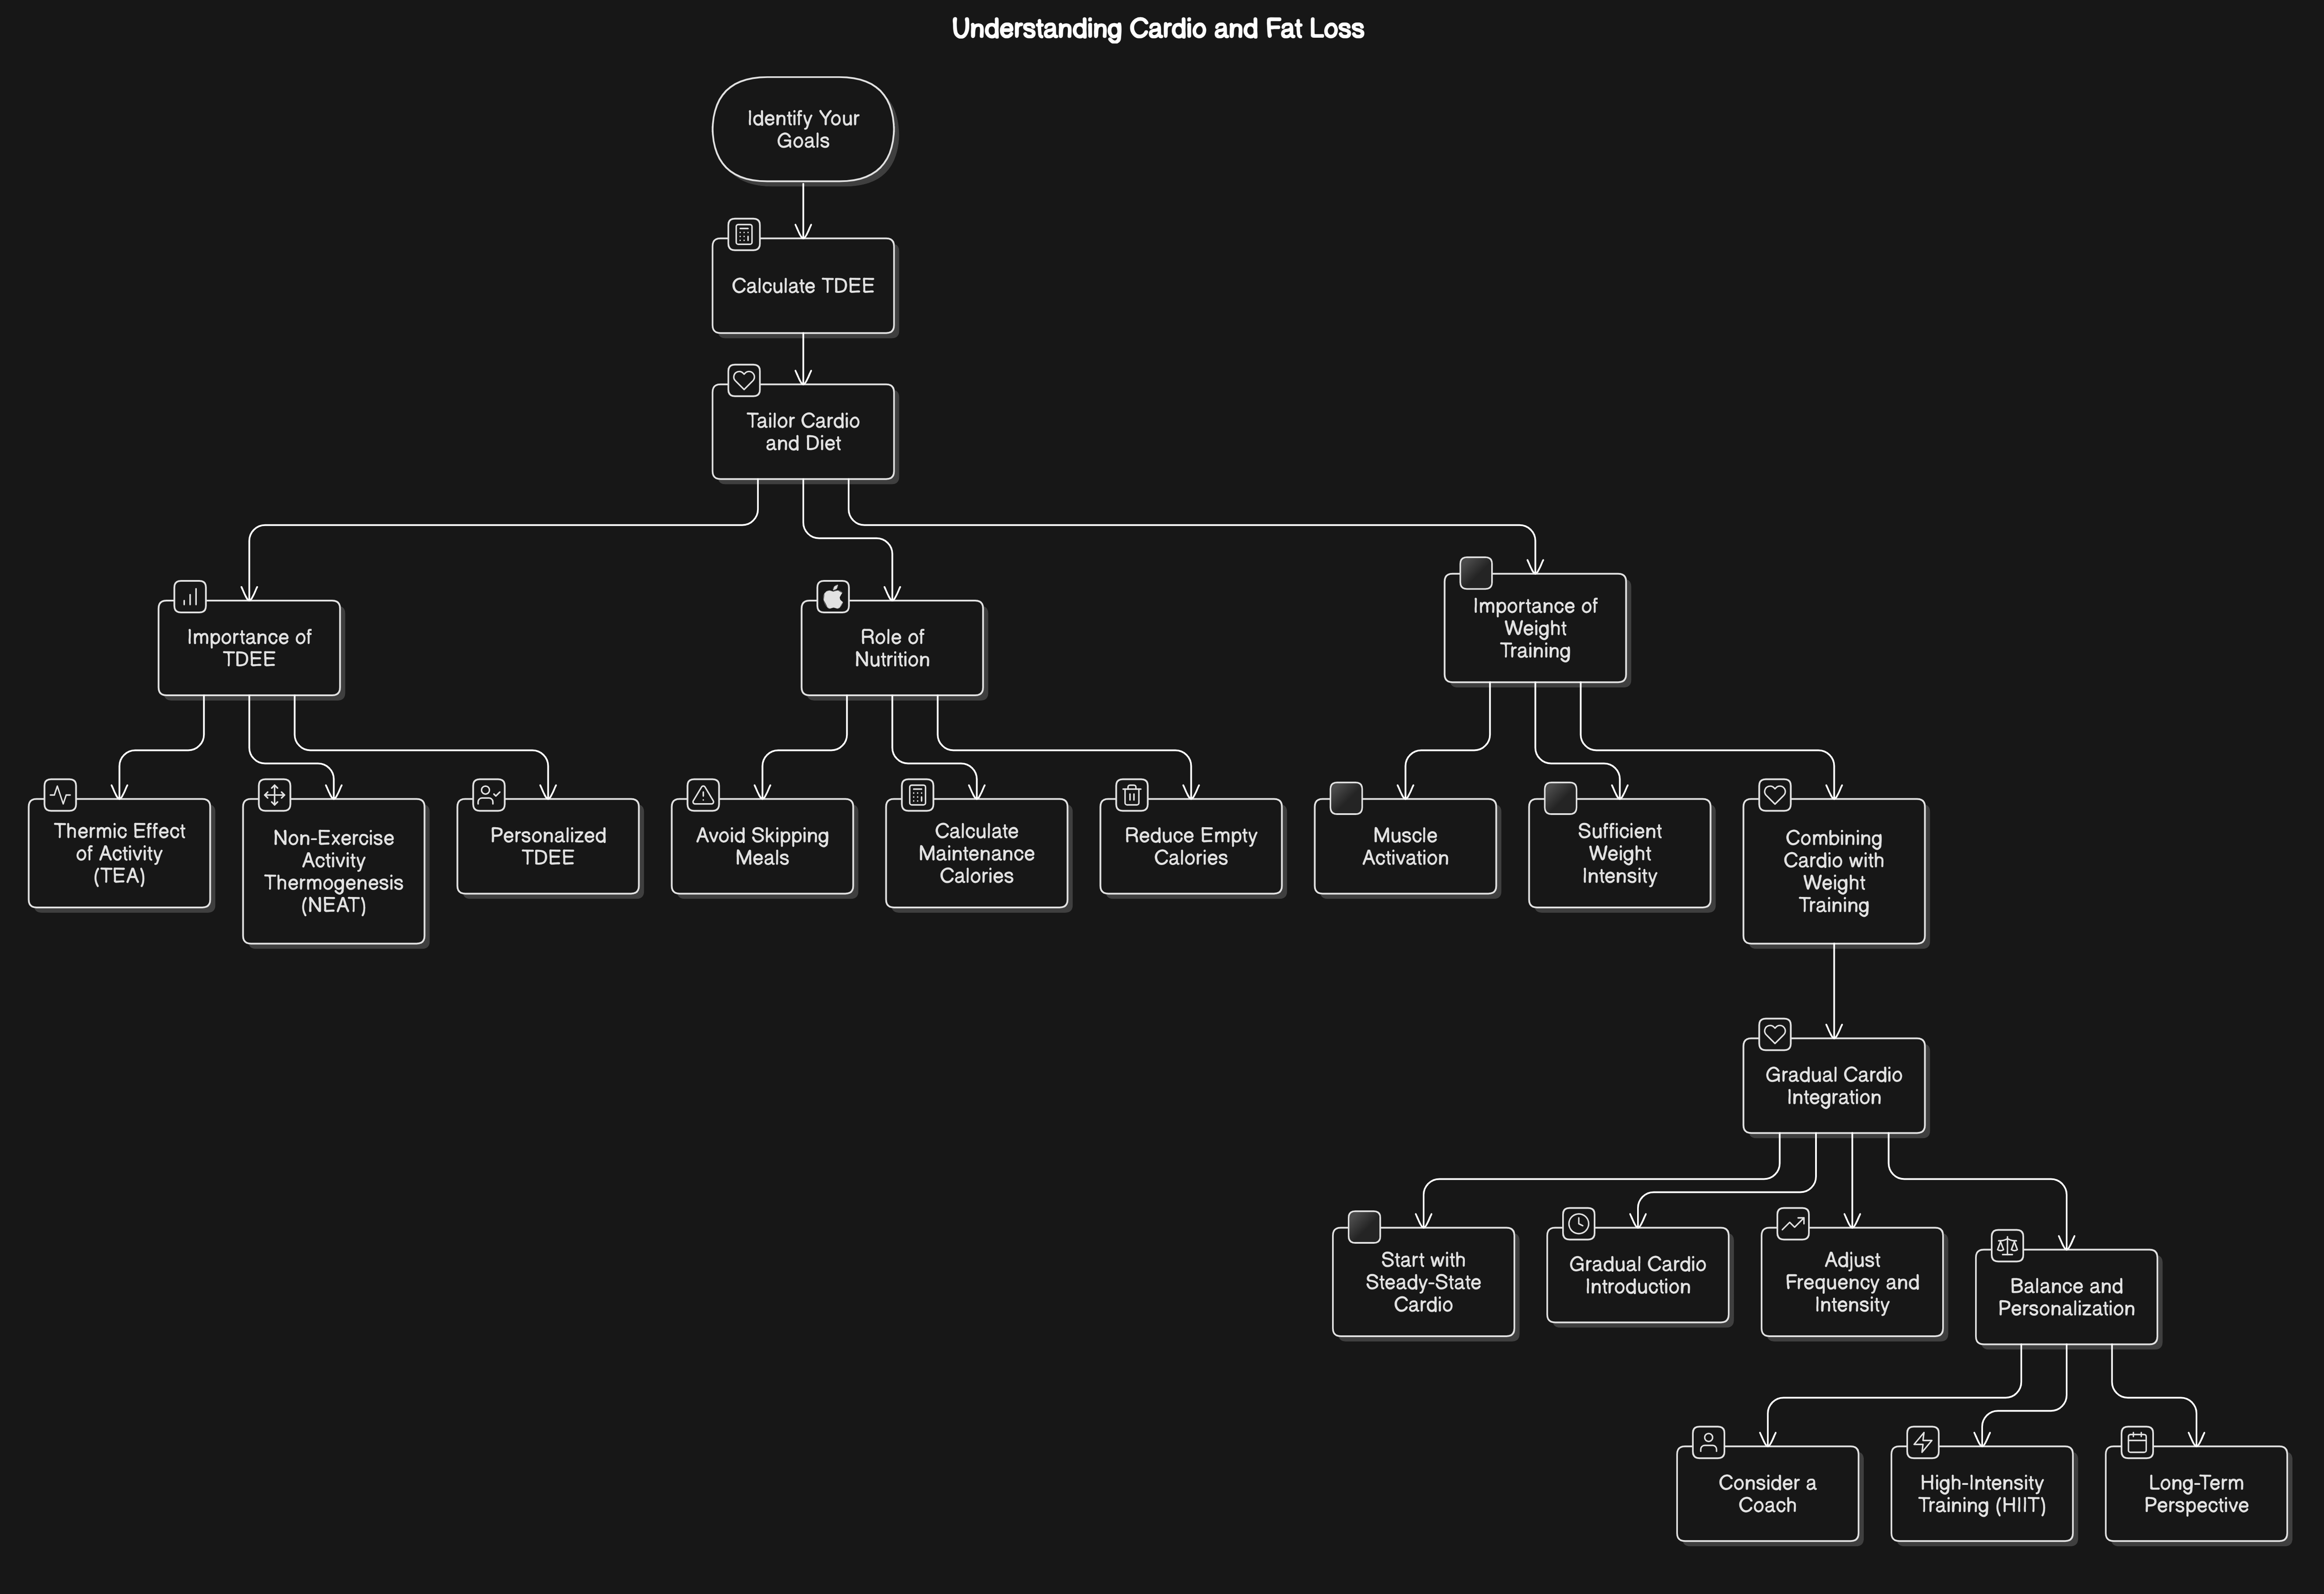 Understanding Cardio and Fat Loss
Identify Your
Goals
Calculate TDEE
Tailor Cardio
and Diet
Importance of
TDEE
Role of
Nutrition
Importance of
Weight
Training
Thermic Effect
of Activity
(TEA)
Non-Exercise
Activity
Thermogenesis
(NEAT)
Personalized
TDEE
Avoid Skipping
Meals
Calculate
Maintenance
Calories
Reduce Empty
Calories
Muscle
Activation
Sufficient
Weight
Intensity
Combining
Cardio with
Weight
Training
Gradual Cardio
Integration
Start with
Steady-State
Cardio
Gradual Cardio
Introduction
Adjust
Frequency and
Intensity
Balance and
Personalization
Consider a
Coach
High-Intensity
Training (HIIT)
Long-Term
Perspective